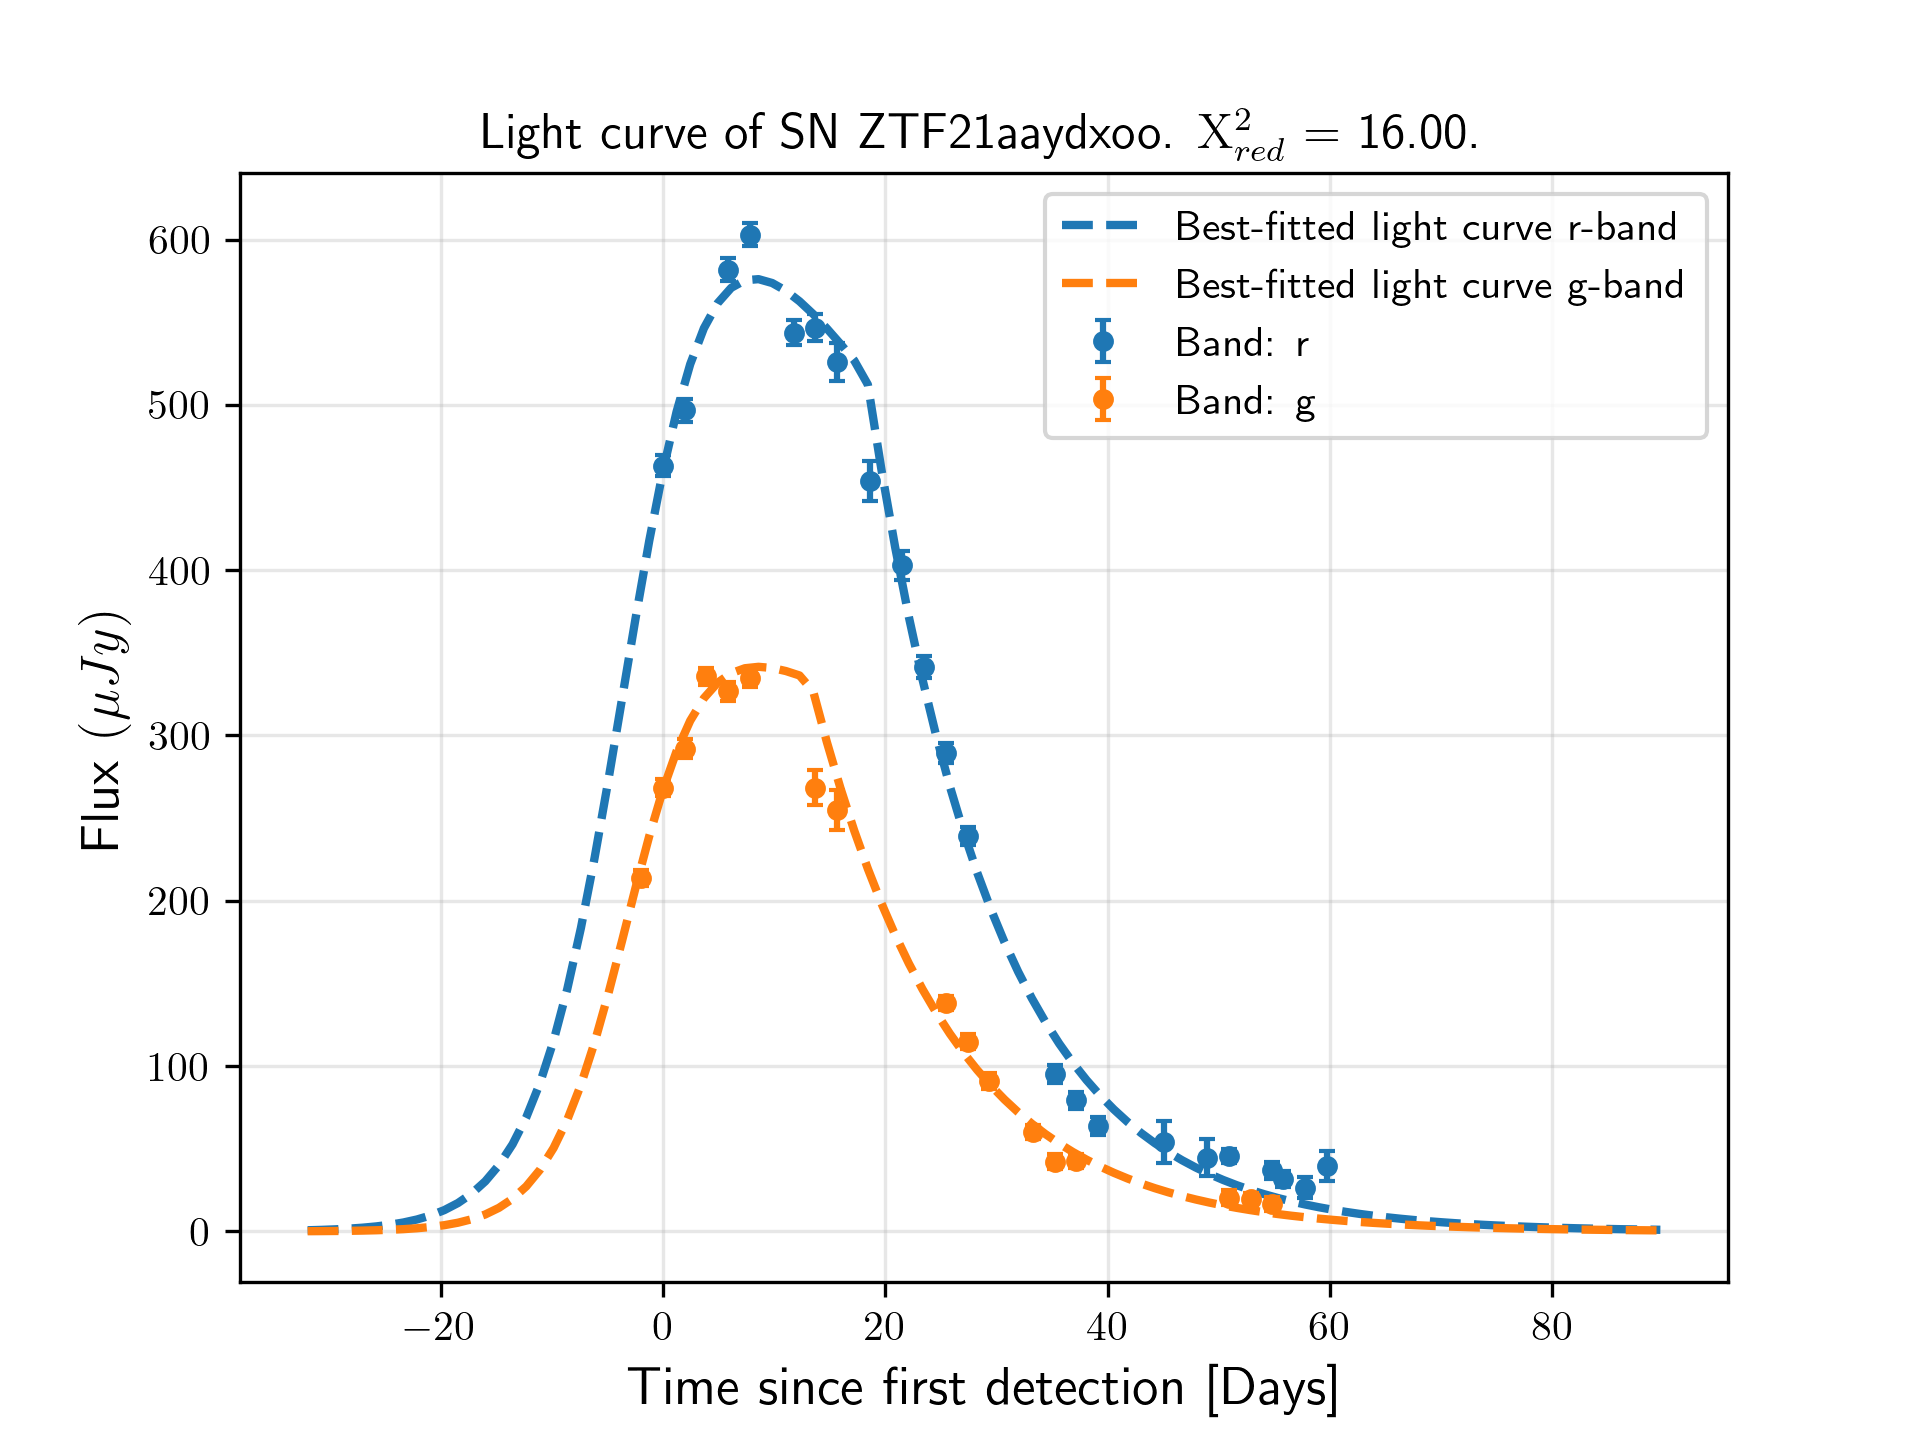 Light curve of SN ZTF21aaydxoo. X²_red = 16.00.
Best-fitted light curve r-band
Best-fitted light curve g-band
Band: r
Band: g
Flux (μJy)
600
500
400
300
200
100
0
−20 0 20 40 60 80
Time since first detection [Days]